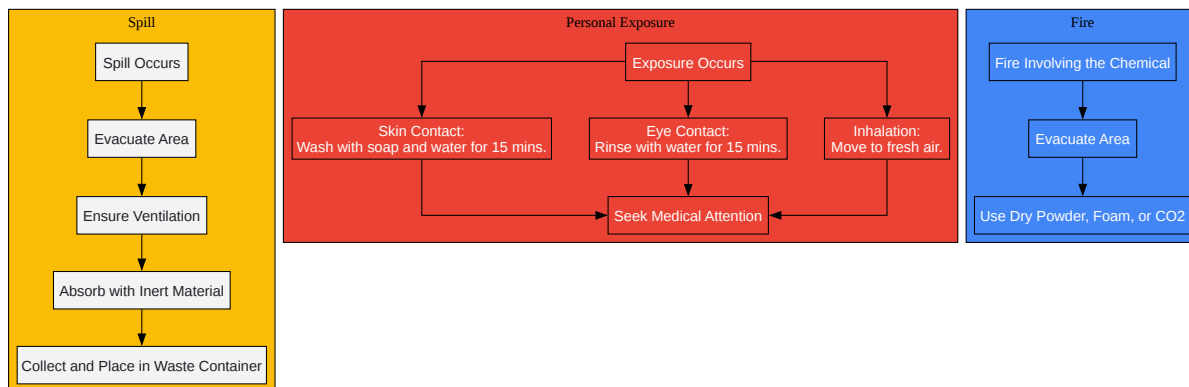 Spill
Spill Occurs
Evacuate Area
Ensure Ventilation
Absorb with Inert Material
Collect and Place in Waste Container
Personal Exposure
Exposure Occurs
Skin Contact:
Wash with soap and water for 15 mins.
Eye Contact:
Rinse with water for 15 mins.
Inhalation:
Move to fresh air.
Seek Medical Attention
Fire
Fire Involving the Chemical
Evacuate Area
Use Dry Powder, Foam, or CO2